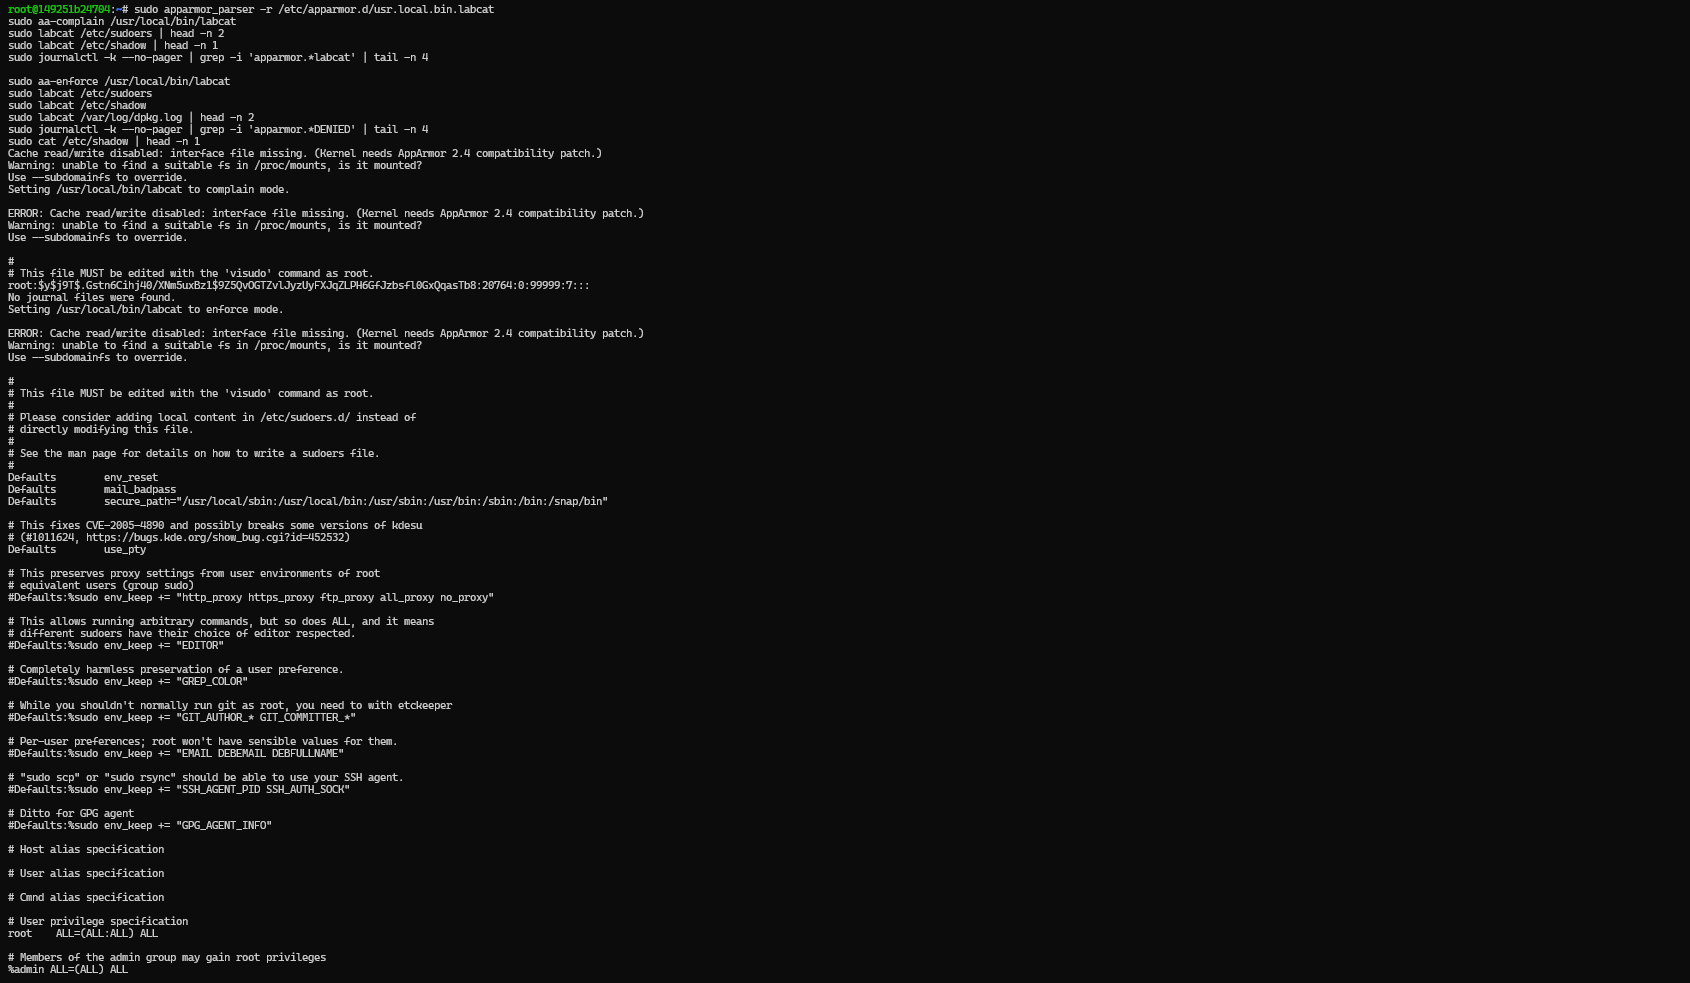 root@149251b24704:~# sudo apparmor_parser -r /etc/apparmor.d/usr.local.bin.labcat
sudo aa-complain /usr/local/bin/labcat
sudo labcat /etc/sudoers | head -n 2
sudo labcat /etc/shadow | head -n 1
sudo journalctl -k --no-pager | grep -i 'apparmor.*labcat' | tail -n 4

sudo aa-enforce /usr/local/bin/labcat
sudo labcat /etc/sudoers
sudo labcat /etc/shadow
sudo labcat /var/log/dpkg.log | head -n 2
sudo journalctl -k --no-pager | grep -i 'apparmor.*DENIED' | tail -n 4
sudo cat /etc/shadow | head -n 1
Cache read/write disabled: interface file missing. (Kernel needs AppArmor 2.4 compatibility patch.)
Warning: unable to find a suitable fs in /proc/mounts, is it mounted?
Use --subdomainfs to override.
Setting /usr/local/bin/labcat to complain mode.

ERROR: Cache read/write disabled: interface file missing. (Kernel needs AppArmor 2.4 compatibility patch.)
Warning: unable to find a suitable fs in /proc/mounts, is it mounted?
Use --subdomainfs to override.

#
# This file MUST be edited with the 'visudo' command as root.
root:$y$j9T$.Gstn6Cihj40/XNm5uxBz1$9Z5QvOGTZvlJyzUyFXJqZLPH6GfJzbsfl0GxQqasTb8:20764:0:99999:7:::
No journal files were found.
Setting /usr/local/bin/labcat to enforce mode.

ERROR: Cache read/write disabled: interface file missing. (Kernel needs AppArmor 2.4 compatibility patch.)
Warning: unable to find a suitable fs in /proc/mounts, is it mounted?
Use --subdomainfs to override.

#
# This file MUST be edited with the 'visudo' command as root.
#
# Please consider adding local content in /etc/sudoers.d/ instead of
# directly modifying this file.
#
# See the man page for details on how to write a sudoers file.
#
Defaults        env_reset
Defaults        mail_badpass
Defaults        secure_path="/usr/local/sbin:/usr/local/bin:/usr/sbin:/usr/bin:/sbin:/bin:/snap/bin"

# This fixes CVE-2005-4890 and possibly breaks some versions of kdesu
# (#1011624, https://bugs.kde.org/show_bug.cgi?id=452532)
Defaults        use_pty

# This preserves proxy settings from user environments of root
# equivalent users (group sudo)
#Defaults:%sudo env_keep += "http_proxy https_proxy ftp_proxy all_proxy no_proxy"

# This allows running arbitrary commands, but so does ALL, and it means
# different sudoers have their choice of editor respected.
#Defaults:%sudo env_keep += "EDITOR"

# Completely harmless preservation of a user preference.
#Defaults:%sudo env_keep += "GREP_COLOR"

# While you shouldn't normally run git as root, you need to with etckeeper
#Defaults:%sudo env_keep += "GIT_AUTHOR_* GIT_COMMITTER_*"

# Per-user preferences; root won't have sensible values for them.
#Defaults:%sudo env_keep += "EMAIL DEBEMAIL DEBFULLNAME"

# "sudo scp" or "sudo rsync" should be able to use your SSH agent.
#Defaults:%sudo env_keep += "SSH_AGENT_PID SSH_AUTH_SOCK"

# Ditto for GPG agent
#Defaults:%sudo env_keep += "GPG_AGENT_INFO"

# Host alias specification

# User alias specification

# Cmnd alias specification

# User privilege specification
root    ALL=(ALL:ALL) ALL

# Members of the admin group may gain root privileges
%admin ALL=(ALL) ALL